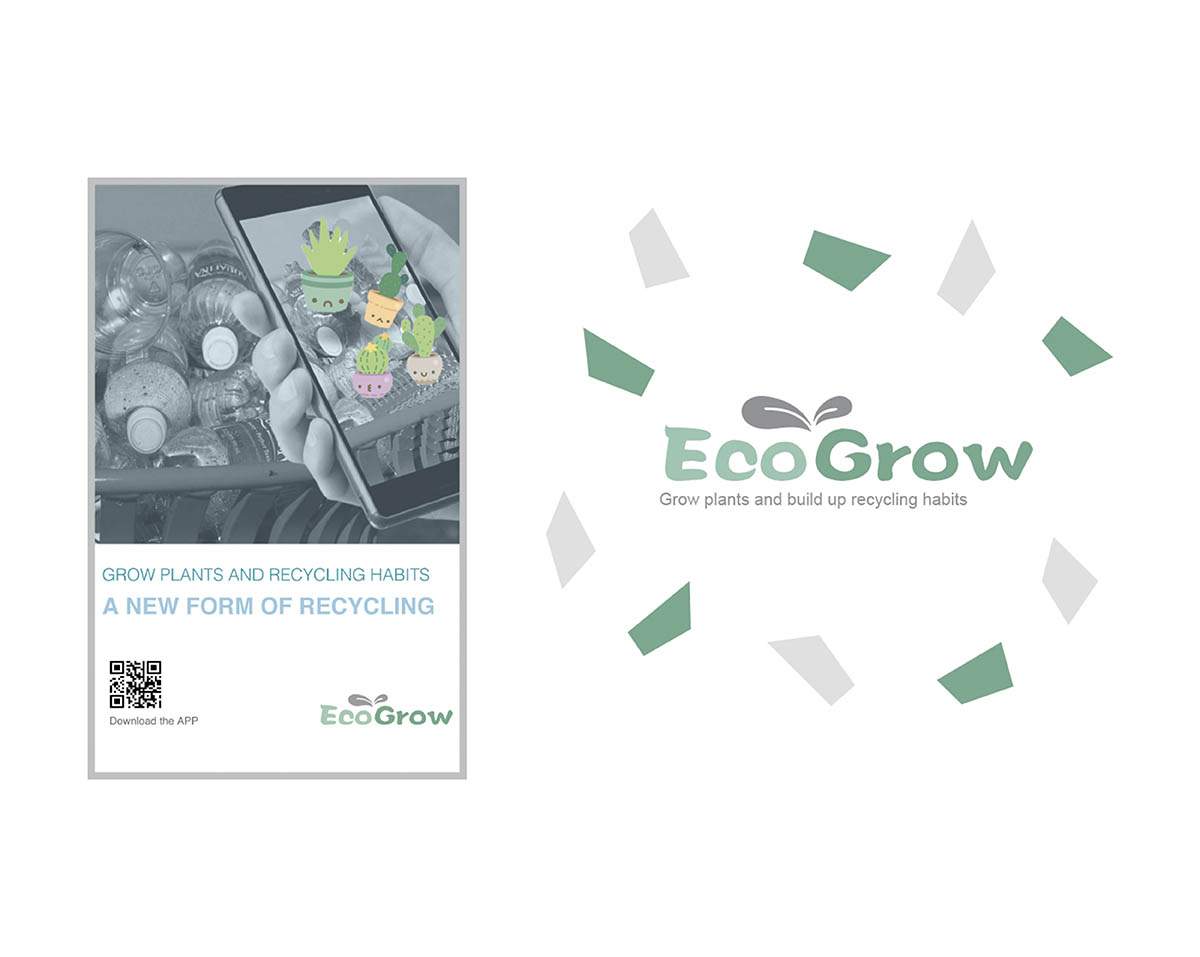 GROW PLANTS AND RECYCLING HABITS
A NEW FORM OF RECYCLING
Download the APP
EcoGrow
EcoGrow
Grow plants and build up recycling habits